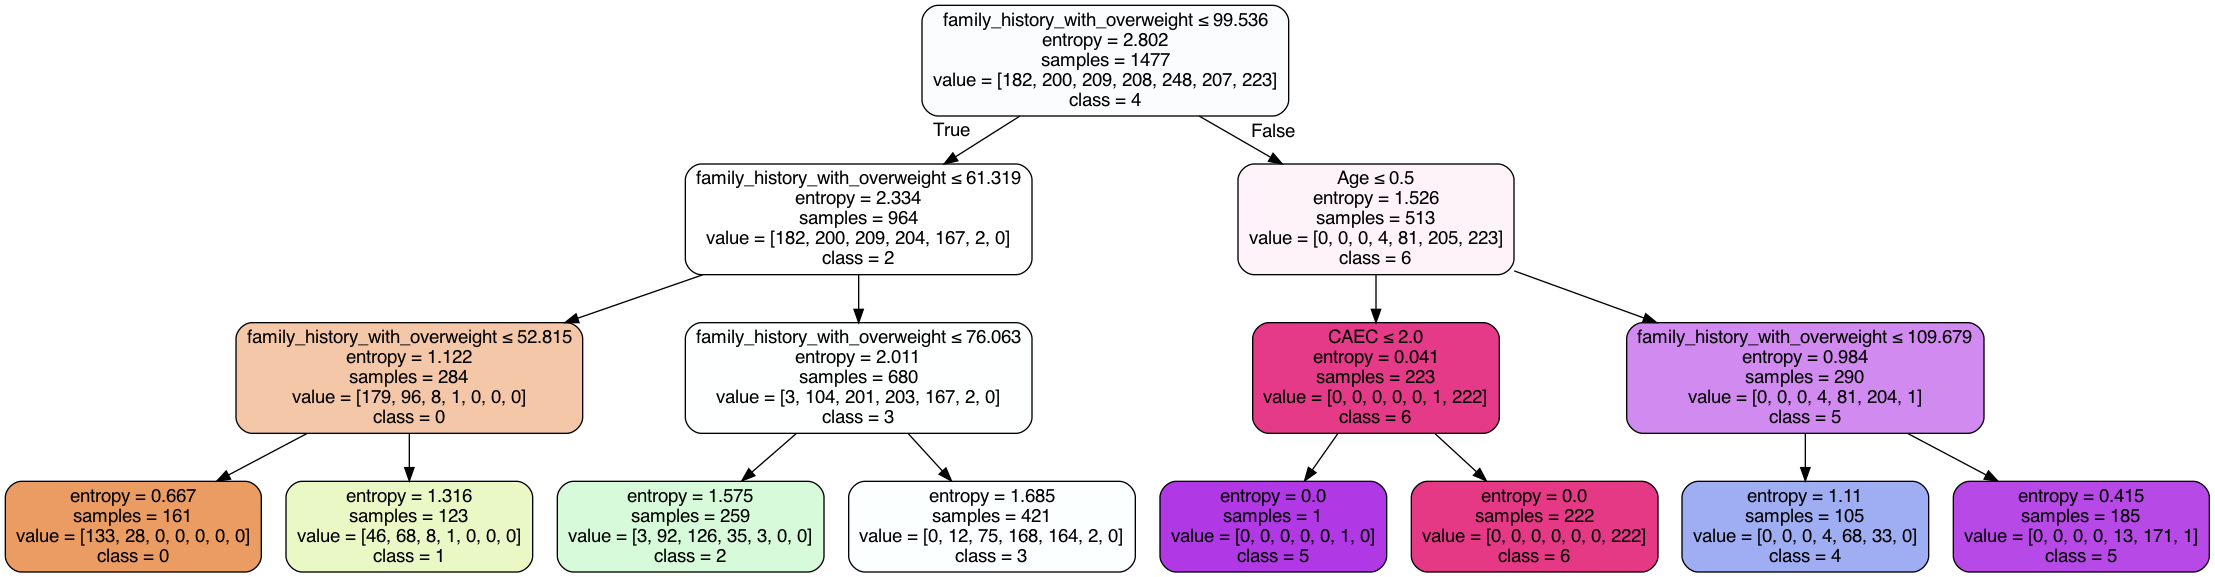 family_history_with_overweight ≤ 99.536
entropy = 2.802
samples = 1477
value = [182, 200, 209, 208, 248, 207, 223]
class = 4
True
False
family_history_with_overweight ≤ 61.319
entropy = 2.334
samples = 964
value = [182, 200, 209, 204, 167, 2, 0]
class = 2
Age ≤ 0.5
entropy = 1.526
samples = 513
value = [0, 0, 0, 4, 81, 205, 223]
class = 6
family_history_with_overweight ≤ 52.815
entropy = 1.122
samples = 284
value = [179, 96, 8, 1, 0, 0, 0]
class = 0
family_history_with_overweight ≤ 76.063
entropy = 2.011
samples = 680
value = [3, 104, 201, 203, 167, 2, 0]
class = 3
CAEC ≤ 2.0
entropy = 0.041
samples = 223
value = [0, 0, 0, 0, 0, 1, 222]
class = 6
family_history_with_overweight ≤ 109.679
entropy = 0.984
samples = 290
value = [0, 0, 0, 4, 81, 204, 1]
class = 5
entropy = 0.667
samples = 161
value = [133, 28, 0, 0, 0, 0, 0]
class = 0
entropy = 1.316
samples = 123
value = [46, 68, 8, 1, 0, 0, 0]
class = 1
entropy = 1.575
samples = 259
value = [3, 92, 126, 35, 3, 0, 0]
class = 2
entropy = 1.685
samples = 421
value = [0, 12, 75, 168, 164, 2, 0]
class = 3
entropy = 0.0
samples = 1
value = [0, 0, 0, 0, 0, 1, 0]
class = 5
entropy = 0.0
samples = 222
value = [0, 0, 0, 0, 0, 0, 222]
class = 6
entropy = 1.11
samples = 105
value = [0, 0, 0, 4, 68, 33, 0]
class = 4
entropy = 0.415
samples = 185
value = [0, 0, 0, 0, 13, 171, 1]
class = 5